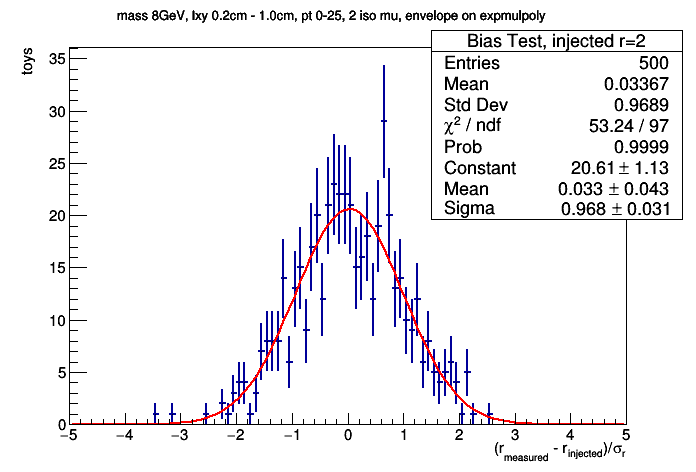 mass 8GeV, lxy 0.2cm - 1.0cm, pt 0-25, 2 iso mu, envelope on expmulpoly
Bias Test, injected r=2
Entries 500
Mean 0.03367
Std Dev 0.9689
χ² / ndf 53.24 / 97
Prob 0.9999
Constant 20.61 ± 1.13
Mean 0.033 ± 0.043
Sigma 0.968 ± 0.031
toys
35
30
25
20
15
10
5
0
−5 −4 −3 −2 −1 0 1 2 3 4 5
(r_measured - r_injected)/σ_r